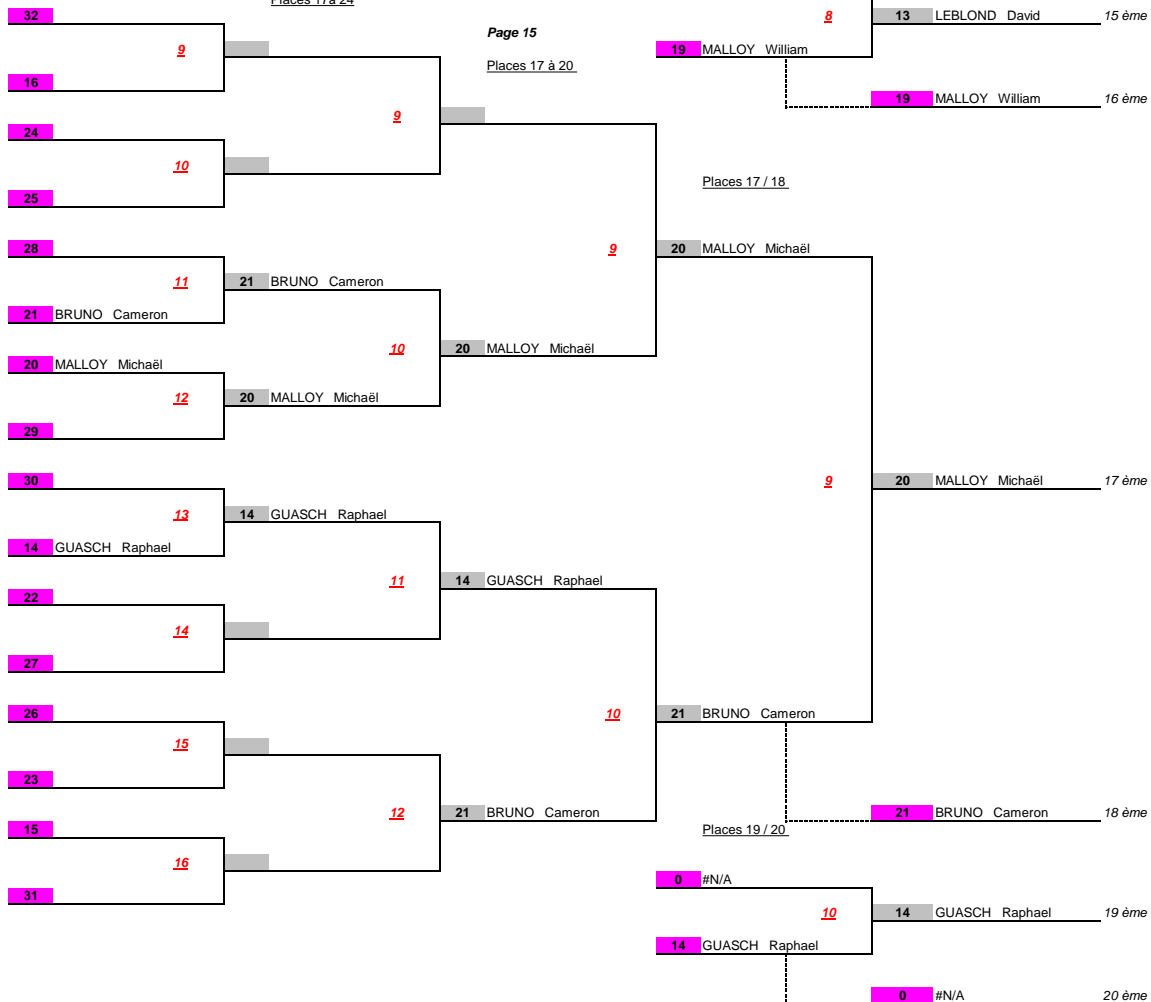 Places 17à 24
32
8
13 LEBLOND David 15 ème
Page 15
9
19 MALLOY William
Places 17 à 20
16
19 MALLOY William 16 ème
9
24
10
Places 17 / 18
25
28
9
20 MALLOY Michaël
11
21 BRUNO Cameron
21 BRUNO Cameron
10
20 MALLOY Michaël
20 MALLOY Michaël
12
20 MALLOY Michaël
29
30
9
20 MALLOY Michaël 17 ème
13
14 GUASCH Raphael
14 GUASCH Raphael
11
14 GUASCH Raphael
22
14
27
26
10
21 BRUNO Cameron
15
23
12
21 BRUNO Cameron
21 BRUNO Cameron 18 ème
15
Places 19 / 20
16
0 #N/A
31
10
14 GUASCH Raphael 19 ème
14 GUASCH Raphael
0 #N/A 20 ème